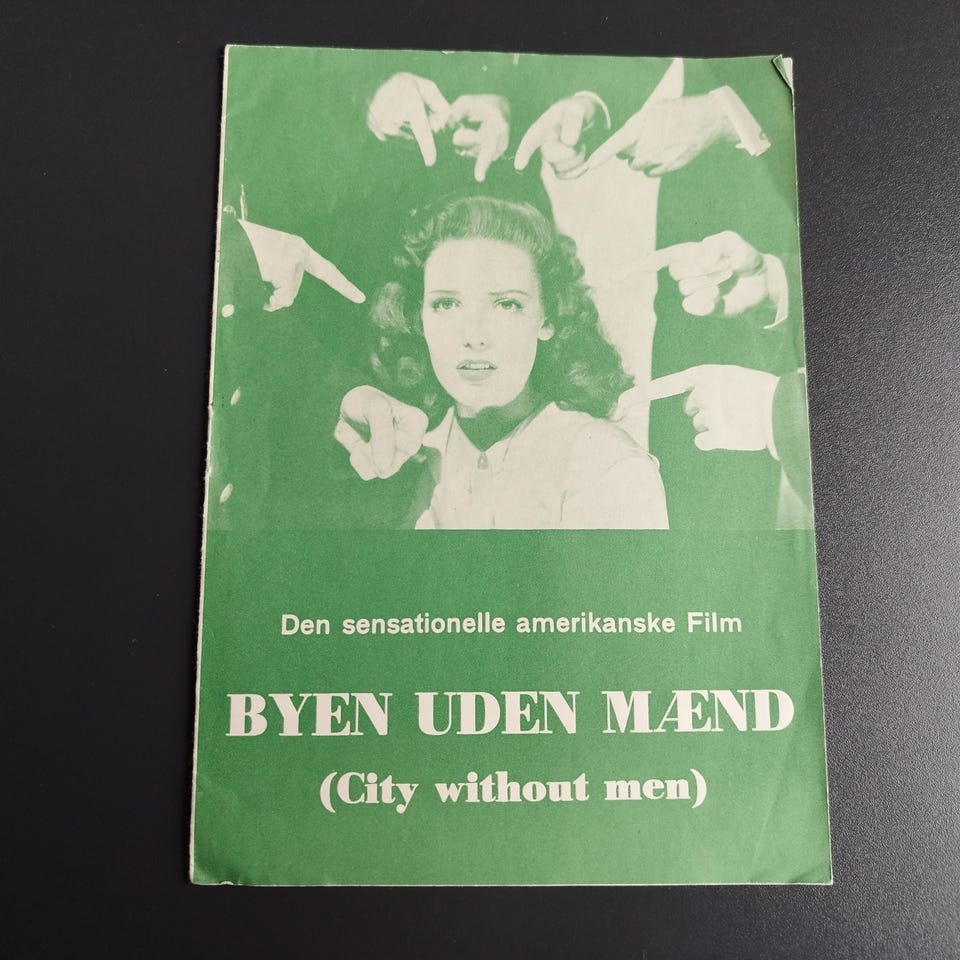 Den sensationelle amerikanske Film
BYEN UDEN MÆND
(City without men)